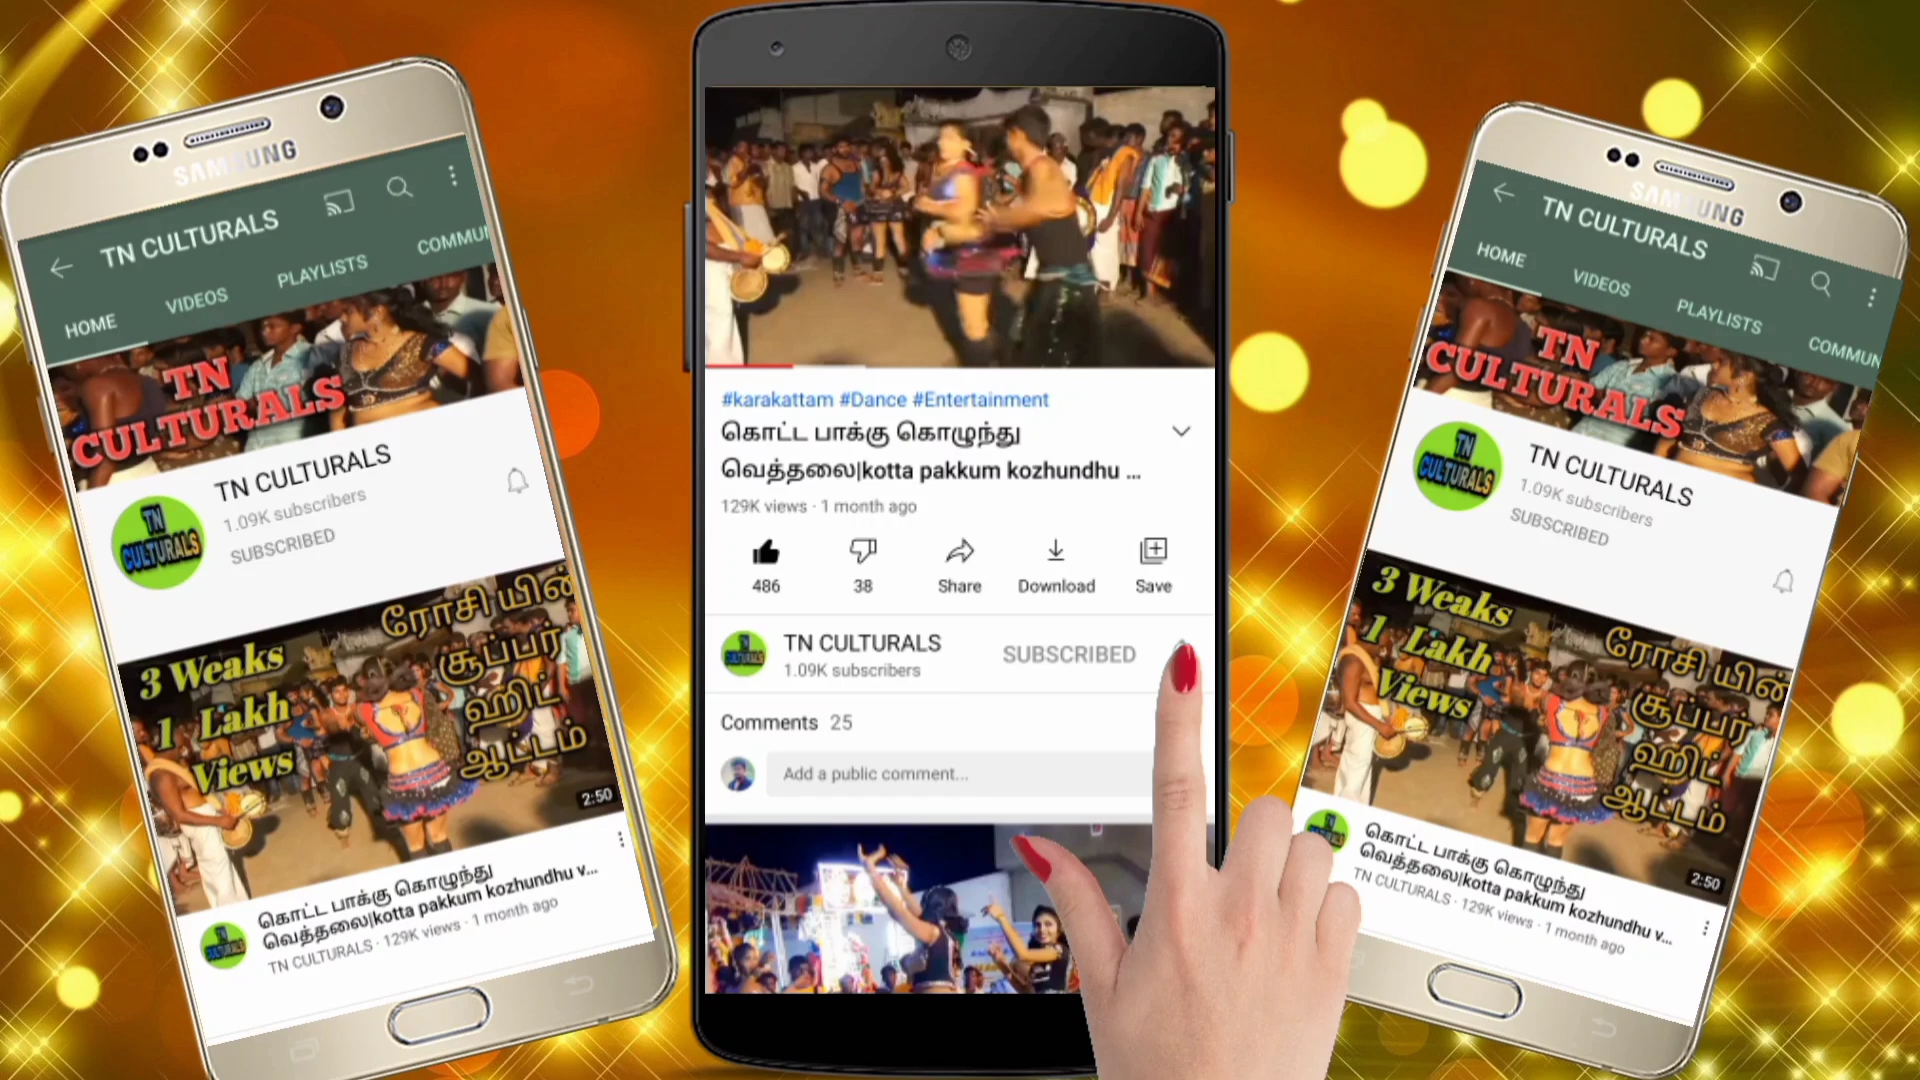 SAMSUNG
TN CULTURALS
HOME VIDEOS PLAYLISTS COMMUN
TN
CULTURALS
TN CULTURALS
1.09K subscribers
SUBSCRIBED
TN
CULTURALS
3 Weaks
1 Lakh
Views
ரோசியின்
சூப்பர்
ஹிட்
ஆட்டம்
2:50
கொட்ட பாக்கு கொழுந்து
வெத்தலை|kotta pakkum kozhundhu v...
TN CULTURALS · 129K views · 1 month ago
#karakattam #Dance #Entertainment
கொட்ட பாக்கு கொழுந்து
வெத்தலை|kotta pakkum kozhundhu ...
129K views · 1 month ago
486 38 Share Download Save
TN CULTURALS
1.09K subscribers
SUBSCRIBED
Comments 25
Add a public comment...
SAMSUNG
TN CULTURALS
HOME VIDEOS PLAYLISTS COMMUN
TN
CULTURALS
TN CULTURALS
1.09K subscribers
SUBSCRIBED
TN
CULTURALS
3 Weaks
1 Lakh
Views
ரோசியின்
சூப்பர்
ஹிட்
ஆட்டம்
2:50
கொட்ட பாக்கு கொழுந்து
வெத்தலை|kotta pakkum kozhundhu v...
TN CULTURALS · 129K views · 1 month ago